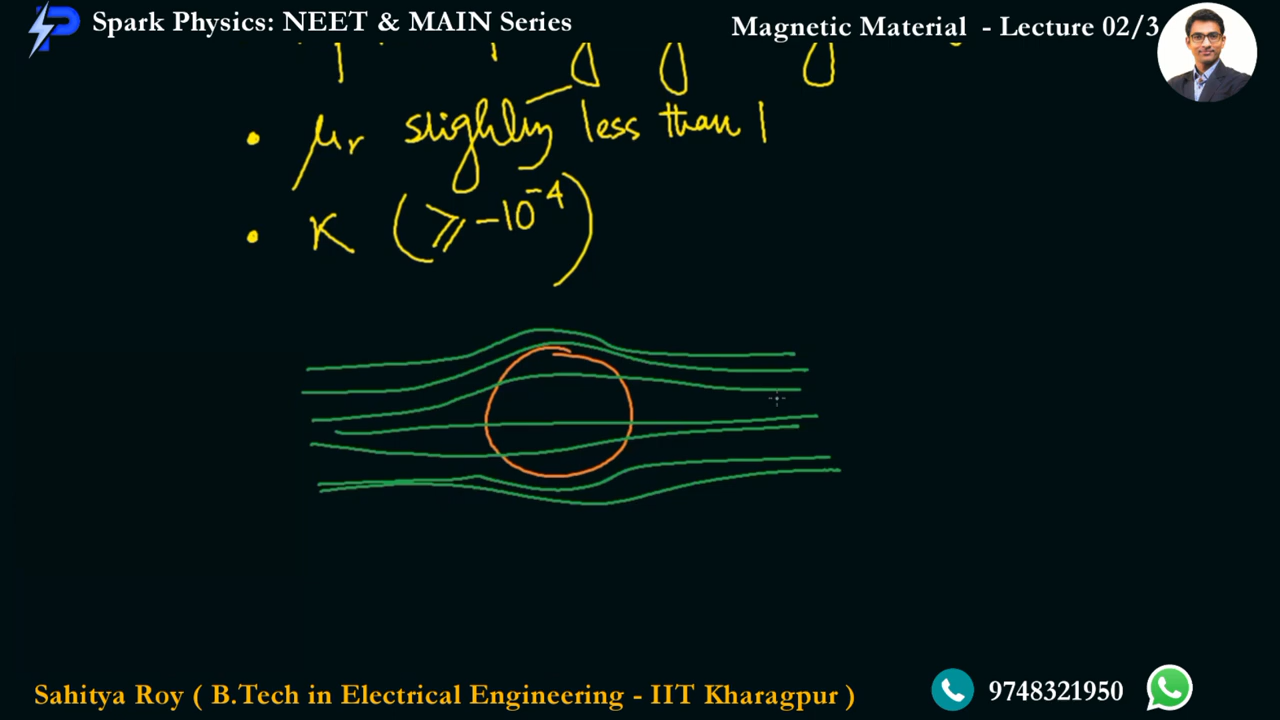 Spark Physics: NEET & MAIN Series
Magnetic Material - Lecture 02/3
• μr slighly less than 1
• K (⩾ -10⁻⁴)
Sahitya Roy ( B.Tech in Electrical Engineering - IIT Kharagpur )
9748321950